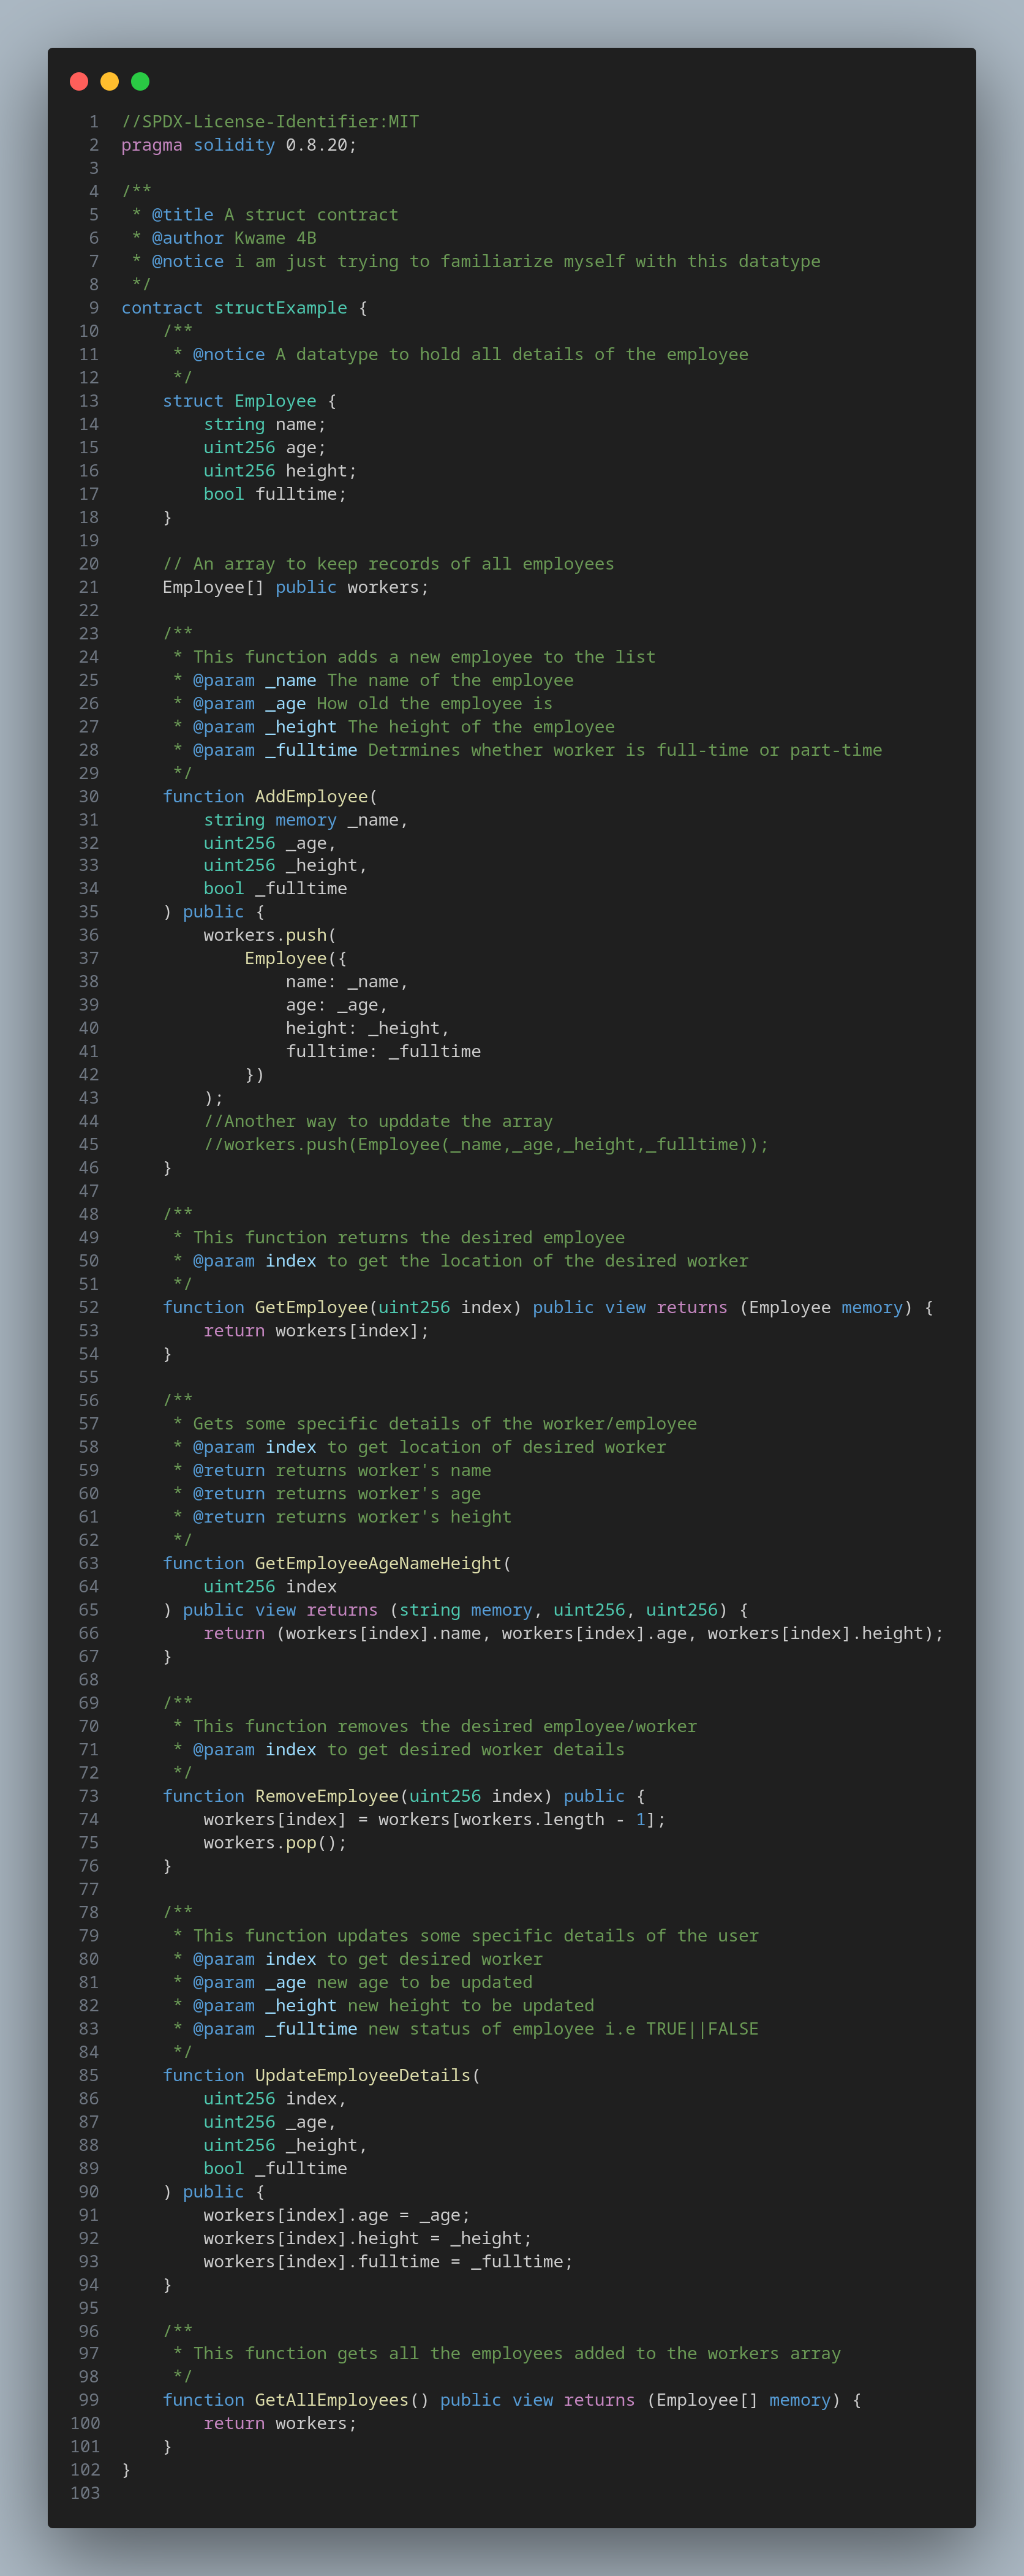 1 //SPDX-License-Identifier:MIT
2 pragma solidity 0.8.20;
3
4 /**
5  * @title A struct contract
6  * @author Kwame 4B
7  * @notice i am just trying to familiarize myself with this datatype
8  */
9 contract structExample {
10     /**
11      * @notice A datatype to hold all details of the employee
12      */
13     struct Employee {
14         string name;
15         uint256 age;
16         uint256 height;
17         bool fulltime;
18     }
19
20     // An array to keep records of all employees
21     Employee[] public workers;
22
23     /**
24      * This function adds a new employee to the list
25      * @param _name The name of the employee
26      * @param _age How old the employee is
27      * @param _height The height of the employee
28      * @param _fulltime Detrmines whether worker is full-time or part-time
29      */
30     function AddEmployee(
31         string memory _name,
32         uint256 _age,
33         uint256 _height,
34         bool _fulltime
35     ) public {
36         workers.push(
37             Employee({
38                 name: _name,
39                 age: _age,
40                 height: _height,
41                 fulltime: _fulltime
42             })
43         );
44         //Another way to upddate the array
45         //workers.push(Employee(_name,_age,_height,_fulltime));
46     }
47
48     /**
49      * This function returns the desired employee
50      * @param index to get the location of the desired worker
51      */
52     function GetEmployee(uint256 index) public view returns (Employee memory) {
53         return workers[index];
54     }
55
56     /**
57      * Gets some specific details of the worker/employee
58      * @param index to get location of desired worker
59      * @return returns worker's name
60      * @return returns worker's age
61      * @return returns worker's height
62      */
63     function GetEmployeeAgeNameHeight(
64         uint256 index
65     ) public view returns (string memory, uint256, uint256) {
66         return (workers[index].name, workers[index].age, workers[index].height);
67     }
68
69     /**
70      * This function removes the desired employee/worker
71      * @param index to get desired worker details
72      */
73     function RemoveEmployee(uint256 index) public {
74         workers[index] = workers[workers.length - 1];
75         workers.pop();
76     }
77
78     /**
79      * This function updates some specific details of the user
80      * @param index to get desired worker
81      * @param _age new age to be updated
82      * @param _height new height to be updated
83      * @param _fulltime new status of employee i.e TRUE||FALSE
84      */
85     function UpdateEmployeeDetails(
86         uint256 index,
87         uint256 _age,
88         uint256 _height,
89         bool _fulltime
90     ) public {
91         workers[index].age = _age;
92         workers[index].height = _height;
93         workers[index].fulltime = _fulltime;
94     }
95
96     /**
97      * This function gets all the employees added to the workers array
98      */
99     function GetAllEmployees() public view returns (Employee[] memory) {
100         return workers;
101     }
102 }
103